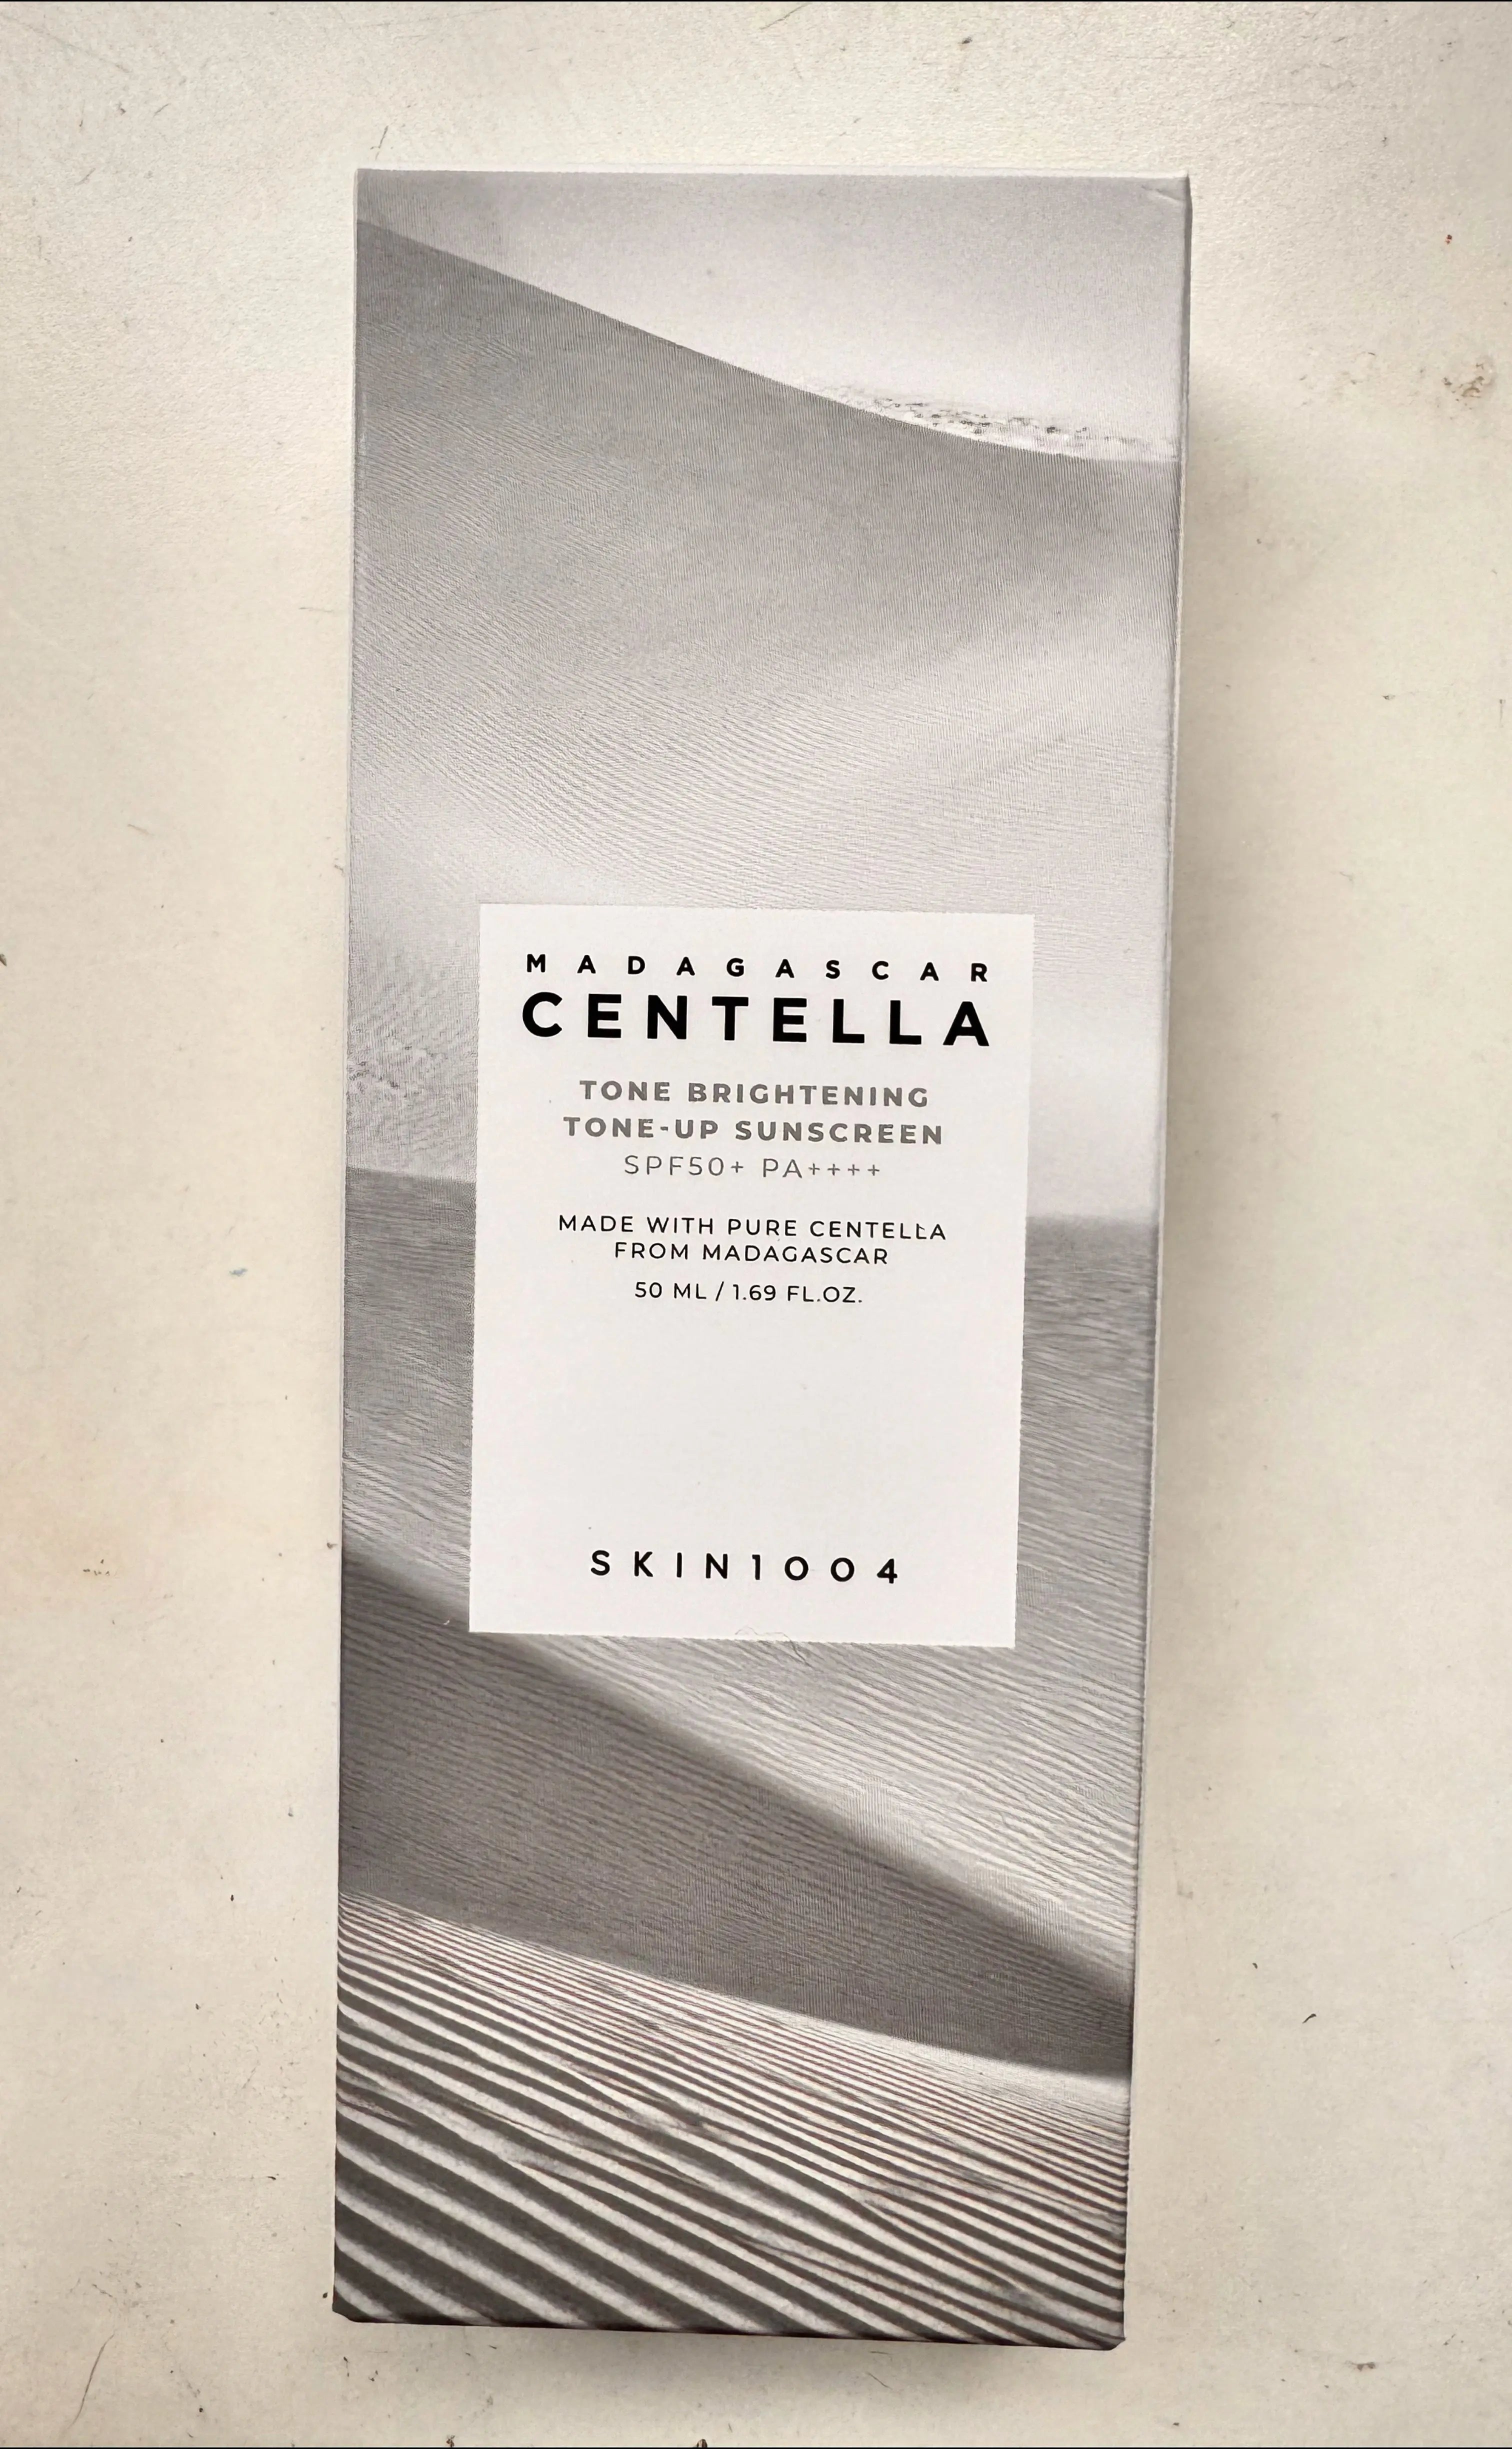 MADAGASCAR
CENTELLA
TONE BRIGHTENING
TONE-UP SUNSCREEN
SPF50+ PA++++
MADE WITH PURE CENTELLA
FROM MADAGASCAR
50 ML / 1.69 FL.OZ.
SKIN1004